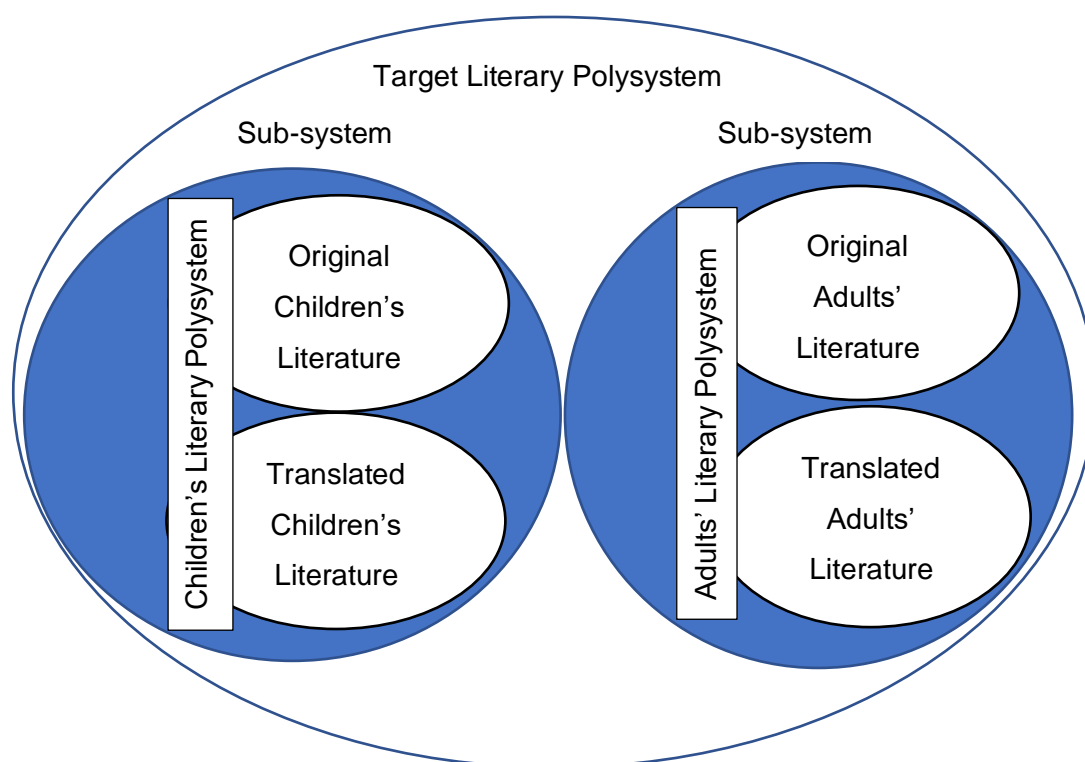 Target Literary Polysystem
Sub-system
Sub-system
Children’s Literary Polysystem
Original
Children’s
Literature
Translated
Children’s
Literature
Adults’ Literary Polysystem
Original
Adults’
Literature
Translated
Adults’
Literature